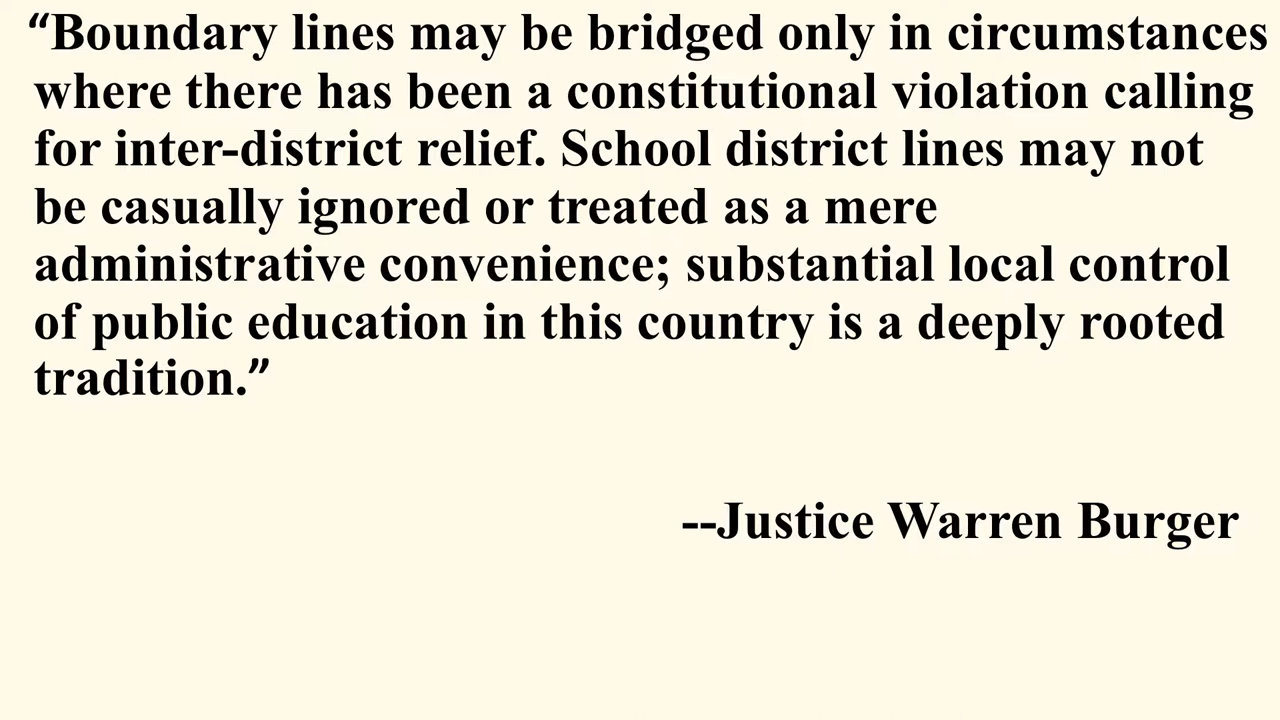 “Boundary lines may be bridged only in circumstances
where there has been a constitutional violation calling
for inter-district relief. School district lines may not
be casually ignored or treated as a mere
administrative convenience; substantial local control
of public education in this country is a deeply rooted
tradition.”
--Justice Warren Burger